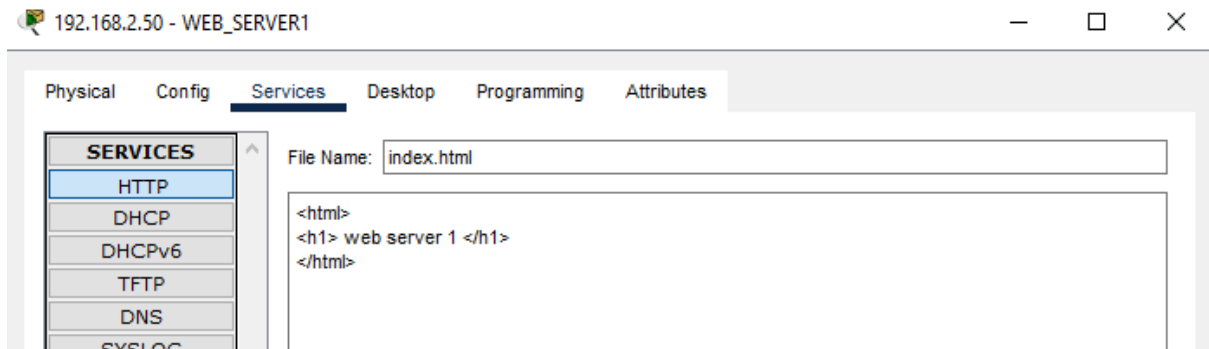 192.168.2.50 - WEB_SERVER1
Physical Config Services Desktop Programming Attributes
SERVICES
HTTP
DHCP
DHCPv6
TFTP
DNS
SYSLOG
File Name: index.html
<html>
<h1> web server 1 </h1>
</html>